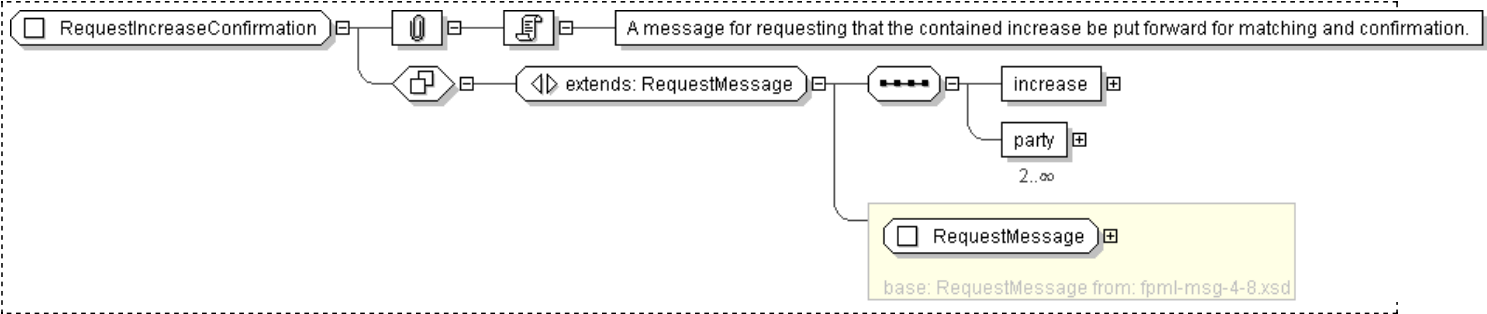 RequestIncreaseConfirmation
A message for requesting that the contained increase be put forward for matching and confirmation.
extends: RequestMessage
increase
party
2..∞
RequestMessage
base: RequestMessage from: fpml-msg-4-8.xsd